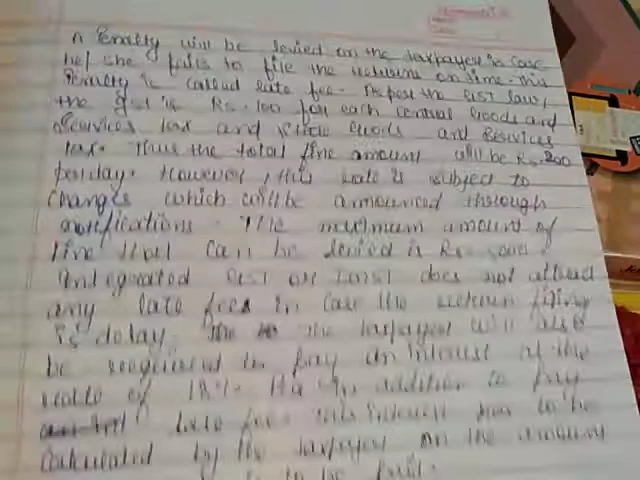 A Penalty will be levied on the taxpayer in case
he/ she fails to file the returns on time. This
Penalty is called late fee. As per the GST law,
the gst is Rs. 100 for each central Goods and
Services tax and state Goods and Services
tax. Thus the total fine amount will be Rs. 200
per day. However, this rate is subject to
changes which will be announced through
notifications. The maximum amount of
fine that can be levied is Rs.
Integrated GST or IGST does not attract
any late fees in case the return filing
is delay. The taxpayer will also
be required to pay an interest at the
rate of 18% in addition to pay
late fee. This interest has to be
calculated by the taxpayer on the amount
to be paid.